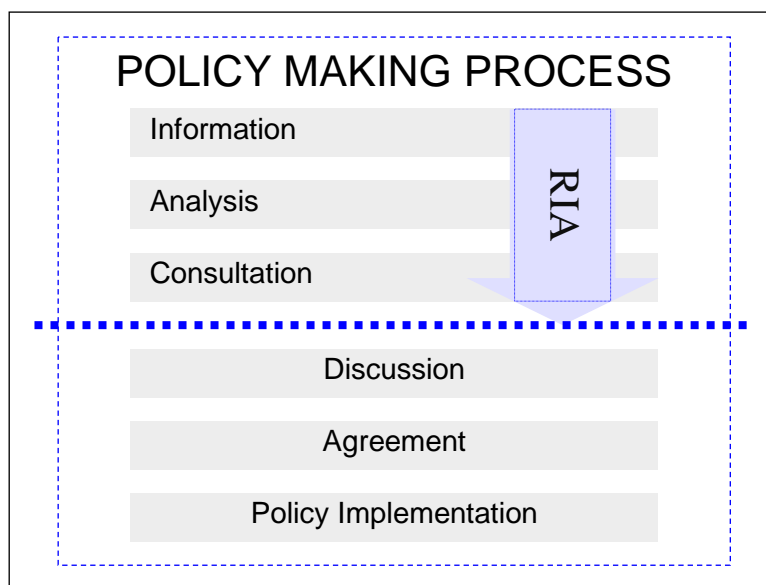 POLICY MAKING PROCESS
Information
RIA
Analysis
Consultation
Discussion
Agreement
Policy Implementation